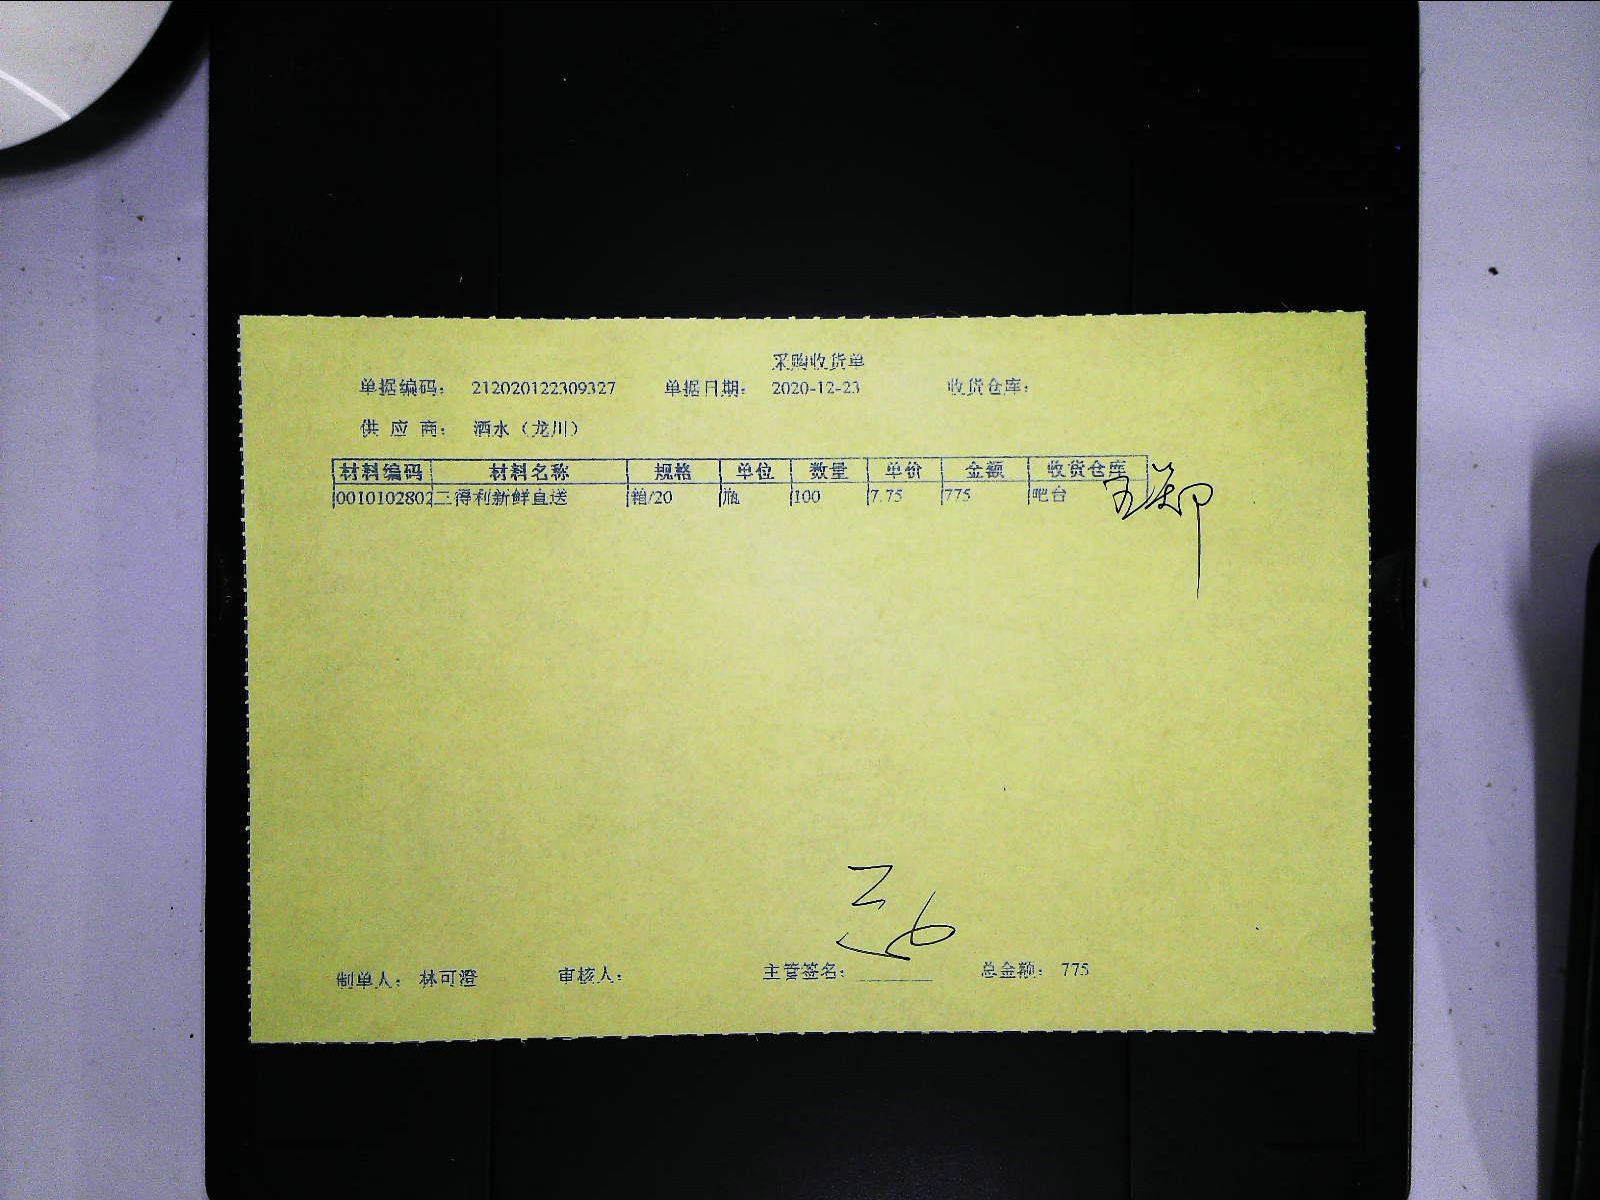 采购收货单
单据编码: 212020122309327 单据日期: 2020-12-23 收货仓库:
供 应 商: 酒水（龙川）
材料编码 材料名称 规格 单位 数量 单价 金额 收货仓库
0010102802 三得利新鲜直送 箱/20 瓶 100 7.75 775 吧台
制单人: 林可澄 审核人: 主管签名: 总金额: 775